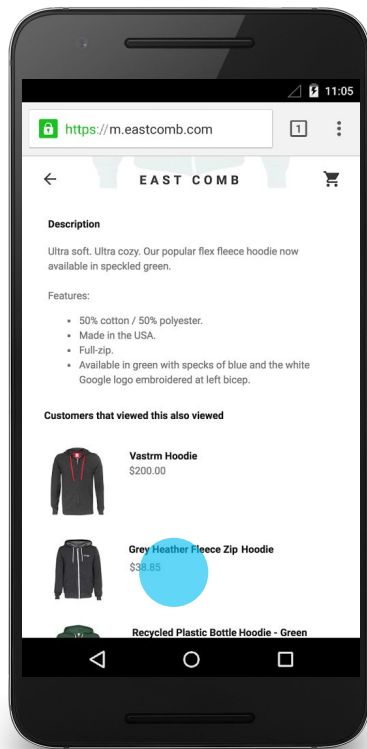 11:05
https://m.eastcomb.com
1
EAST COMB
Description
Ultra soft. Ultra cozy. Our popular flex fleece hoodie now
available in speckled green.
Features:
• 50% cotton / 50% polyester.
• Made in the USA.
• Full-zip.
• Available in green with specks of blue and the white
Google logo embroidered at left bicep.
Customers that viewed this also viewed
Vastrm Hoodie
$200.00
Grey Heather Fleece Zip Hoodie
$38.85
Recycled Plastic Bottle Hoodie - Green